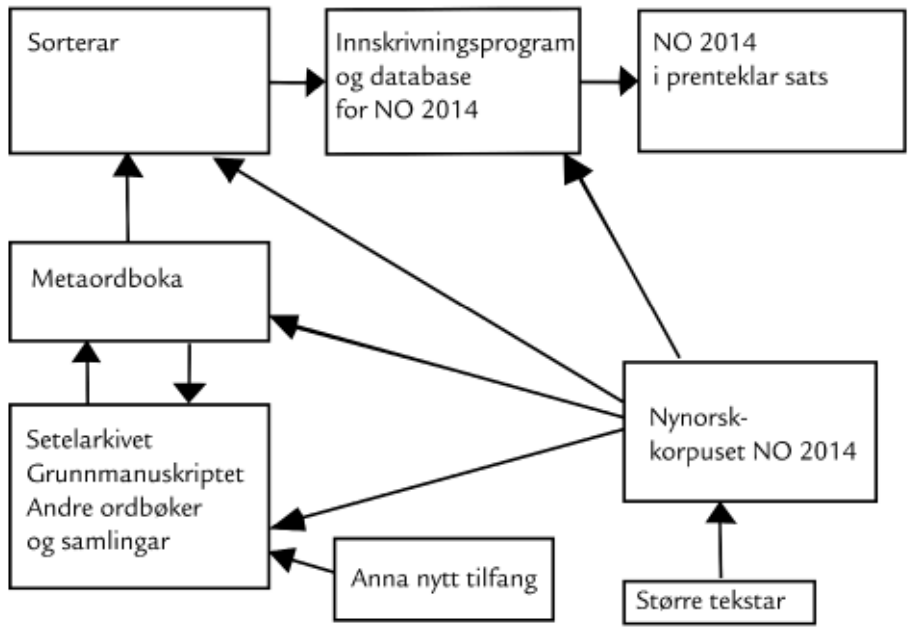 Sorterar
Innskrivningsprogram
og database
for NO 2014
NO 2014
i prenteklar sats
Metaordboka
Setelarkivet
Grunnmanuskriptet
Andre ordbøker
og samlingar
Nynorsk-
korpuset NO 2014
Anna nytt tilfang
Større tekstar